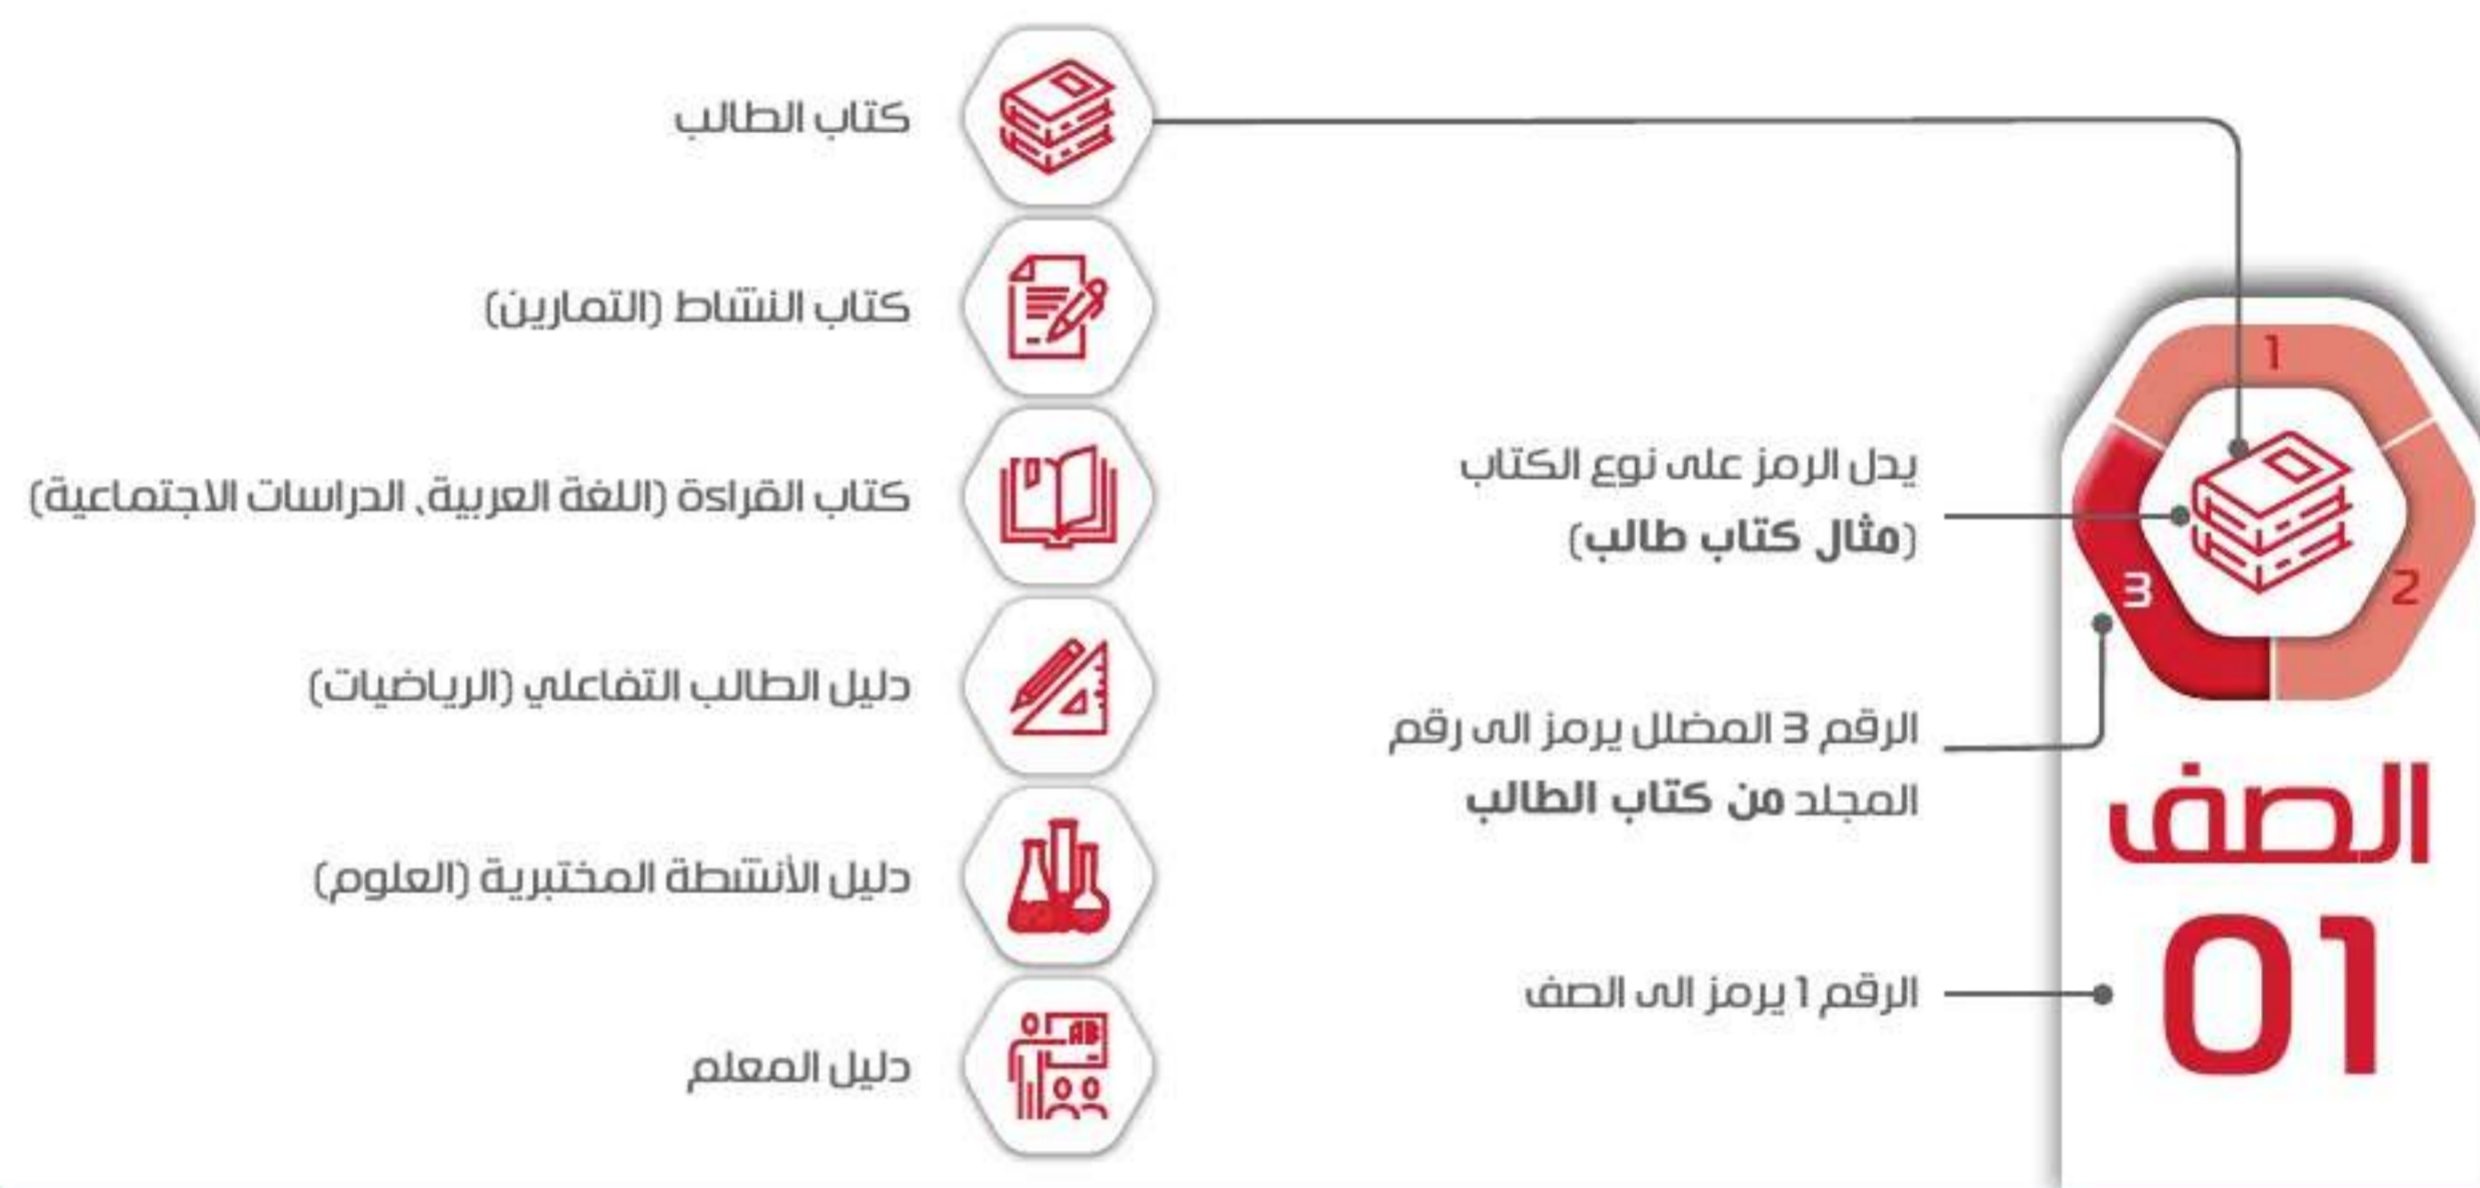 1
2
3
الصف
01
يدل الرمز على نوع الكتاب
(مثال كتاب طالب)
الرقم 3 المضلل يرمز الى رقم
المجلد من كتاب الطالب
الرقم 1 يرمز الى الصف
كتاب الطالب
كتاب النشاط (التمارين)
كتاب القراءة (اللغة العربية، الدراسات الاجتماعية)
دليل الطالب التفاعلي (الرياضيات)
دليل الأنشطة المختبرية (العلوم)
AB
دليل المعلم